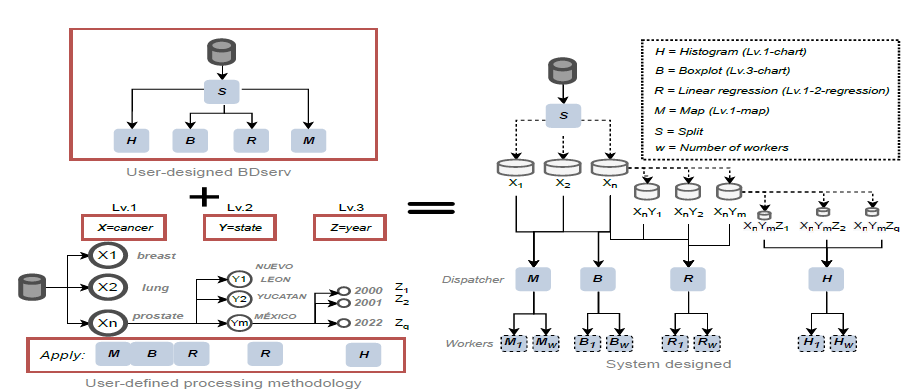 S
H
B
R
M
User-designed BDserv
Lv.1
Lv.2
Lv.3
X=cancer
Y=state
Z=year
X1
breast
X2
lung
Xn
prostate
Y1
NUEVO
LEON
Y2
YUCATAN
Ym
MÉXICO
2000
Z1
2001
Z2
2022
Zq
Apply:
M
B
R
R
H
User-defined processing methodology
H = Histogram (Lv.1-chart)
B = Boxplot (Lv.3-chart)
R = Linear regression (Lv.1-2-regression)
M = Map (Lv.1-map)
S = Split
w = Number of workers
S
X1
X2
Xn
XnY1
XnY2
XnYm
XnYmZ1
XnYmZ2
XnYmZq
Dispatcher
M
B
R
H
Workers
M1
Mw
B1
Bw
R1
Rw
H1
Hw
System designed